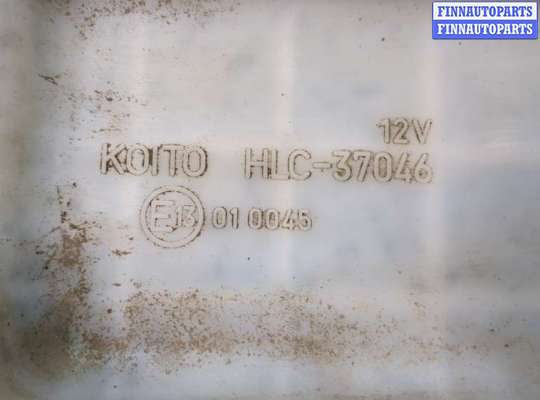 FINNAUTOPARTS
FINNAUTOPARTS
12V
KOITO HLC-37046
E13 01 0045